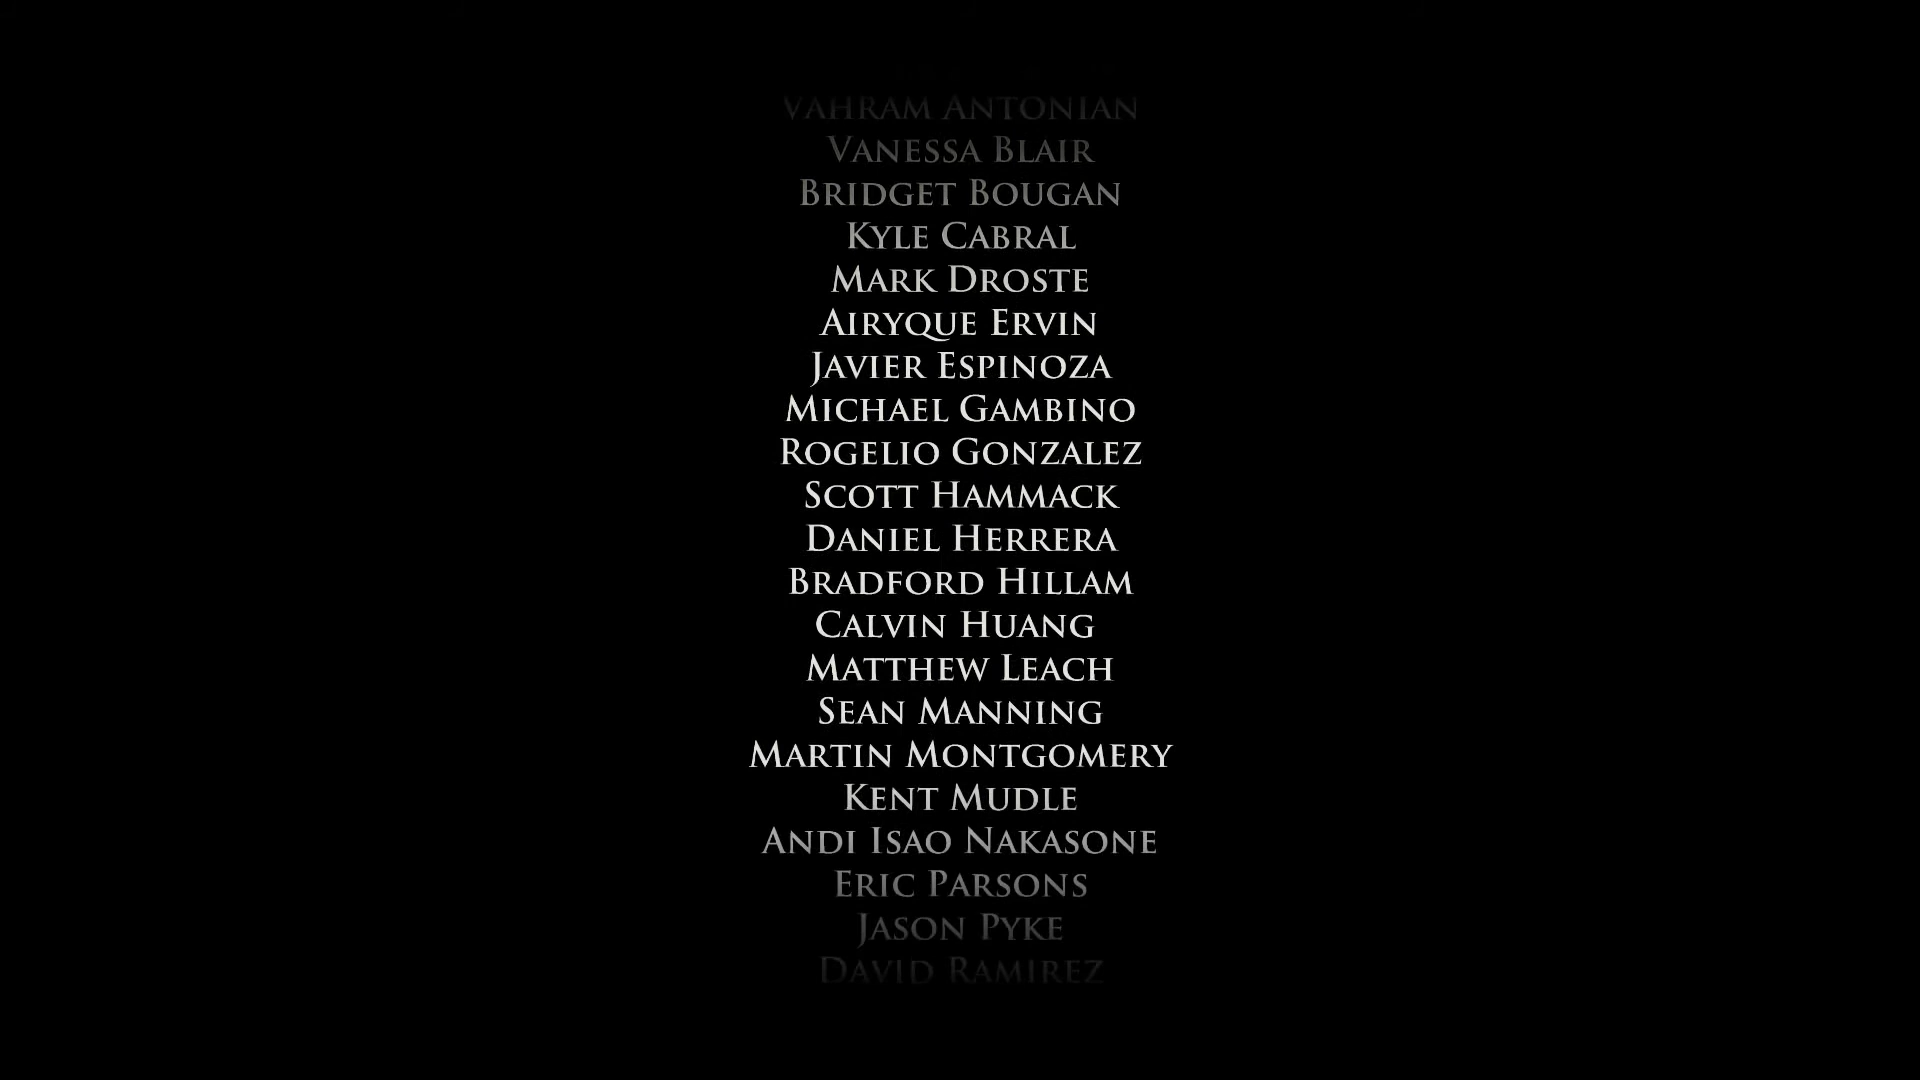 Vahram Antonian
Vanessa Blair
Bridget Bougan
Kyle Cabral
Mark Droste
Airyque Ervin
Javier Espinoza
Michael Gambino
Rogelio Gonzalez
Scott Hammack
Daniel Herrera
Bradford Hillam
Calvin Huang
Matthew Leach
Sean Manning
Martin Montgomery
Kent Mudle
Andi Isao Nakasone
Eric Parsons
Jason Pyke
David Ramirez